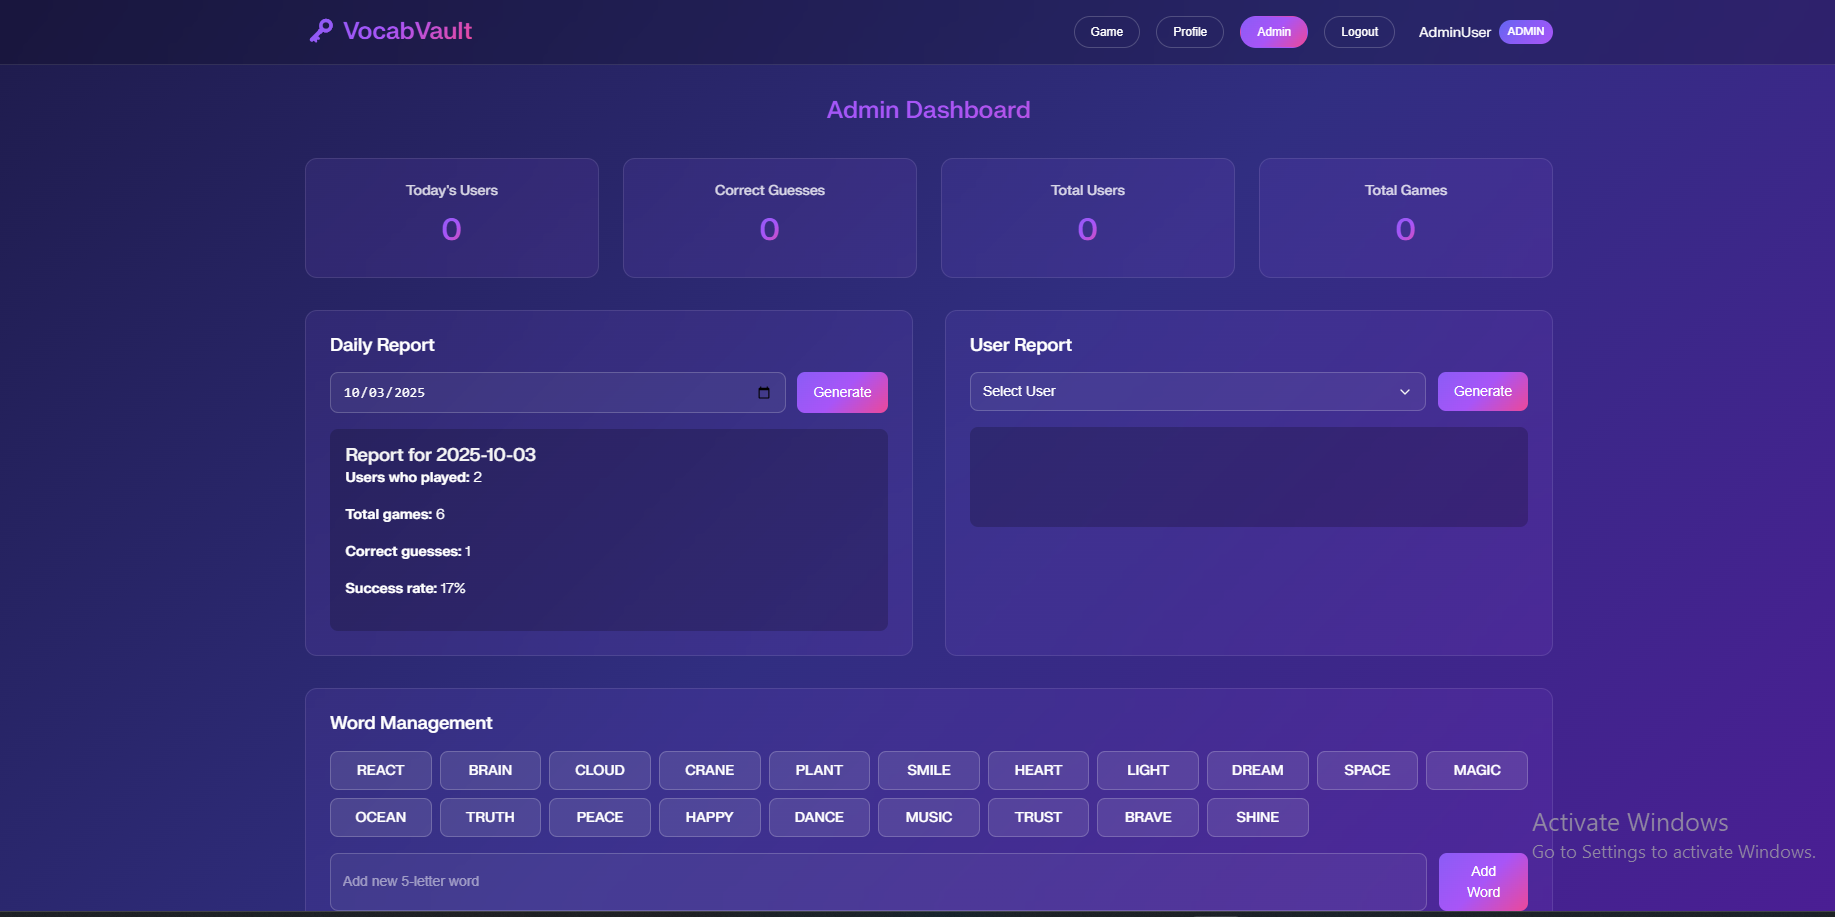 VocabVault
Game
Profile
Admin
Logout
AdminUser
ADMIN
Admin Dashboard
Today's Users
0
Correct Guesses
0
Total Users
0
Total Games
0
Daily Report
10/03/2025
Generate
Report for 2025-10-03
Users who played: 2
Total games: 6
Correct guesses: 1
Success rate: 17%
User Report
Select User
Generate
Word Management
REACT
BRAIN
CLOUD
CRANE
PLANT
SMILE
HEART
LIGHT
DREAM
SPACE
MAGIC
OCEAN
TRUTH
PEACE
HAPPY
DANCE
MUSIC
TRUST
BRAVE
SHINE
Add new 5-letter word
Add
Word
Activate Windows
Go to Settings to activate Windows.